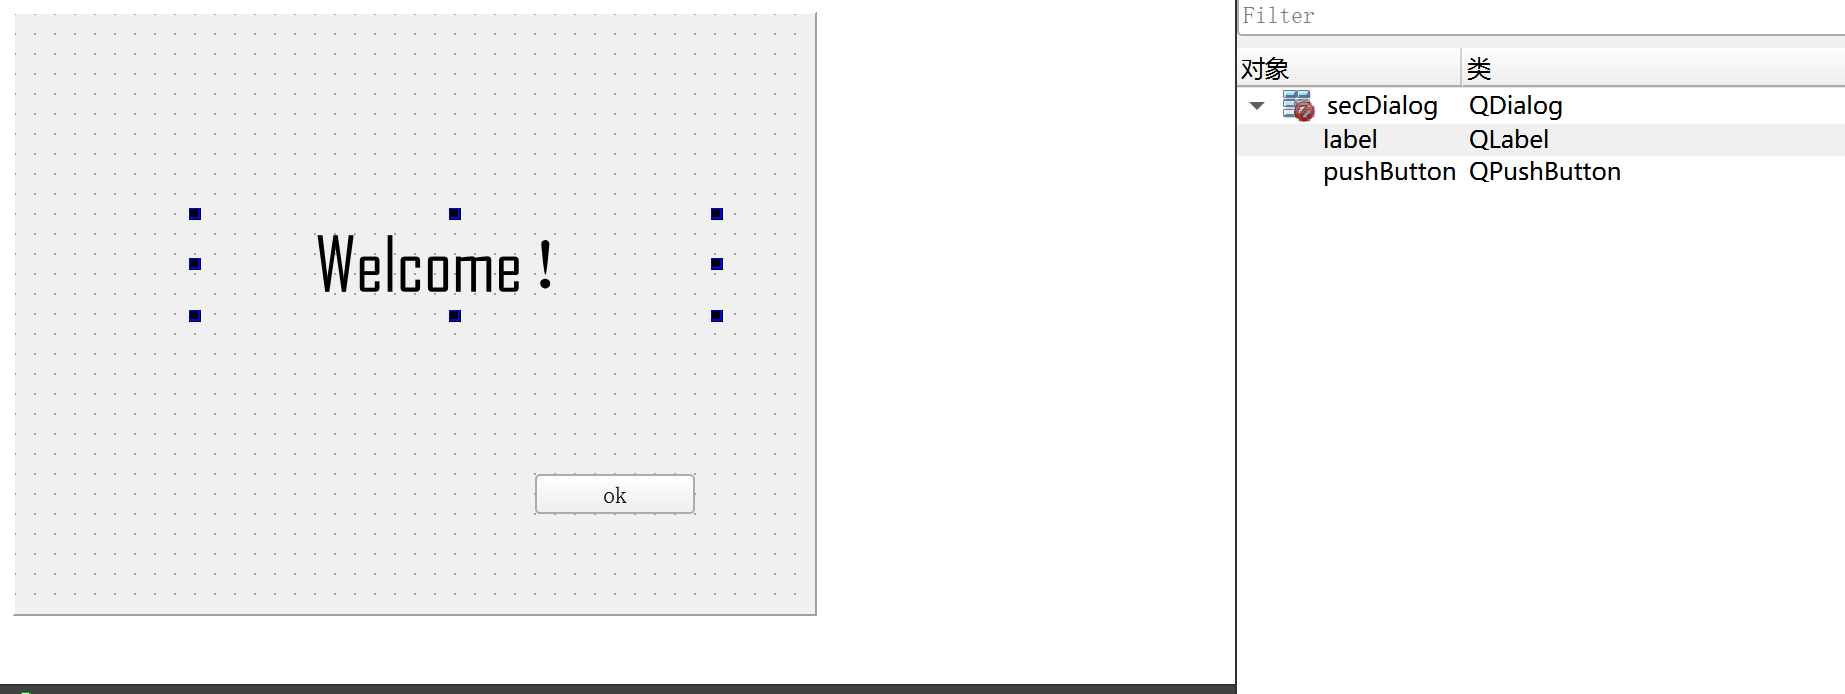 Welcome !
ok
Filter
对象 类
secDialog QDialog
label QLabel
pushButton QPushButton